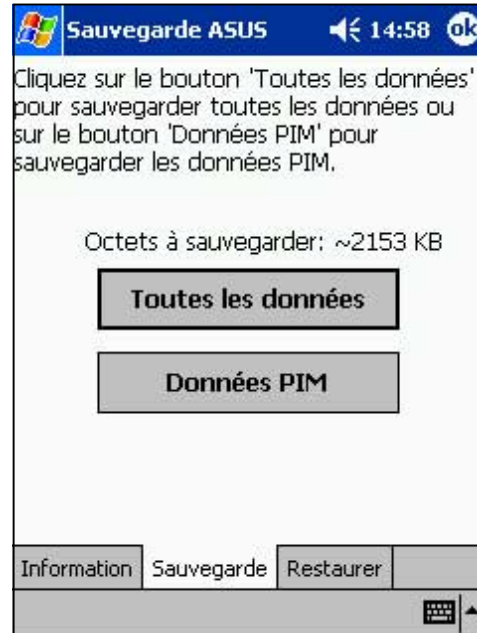 Sauvegarde ASUS 14:58 ok
Cliquez sur le bouton 'Toutes les données'
pour sauvegarder toutes les données ou
sur le bouton 'Données PIM' pour
sauvegarder les données PIM.
Octets à sauvegarder: ~2153 KB
Toutes les données
Données PIM
Information Sauvegarde Restaurer